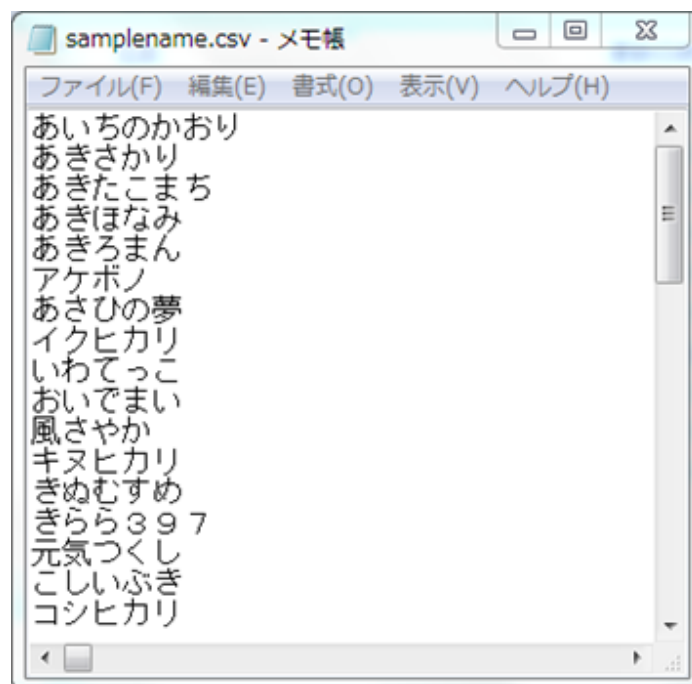 samplename.csv - メモ帳
ファイル(F) 編集(E) 書式(O) 表示(V) ヘルプ(H)
あいちのかおり
あきさかり
あきたこまち
あきほなみ
あきろまん
アケボノ
あさひの夢
イクヒカリ
いわてっこ
おいでまい
風さやか
キヌヒカリ
きぬむすめ
きらら３９７
元気つくし
こしいぶき
コシヒカリ